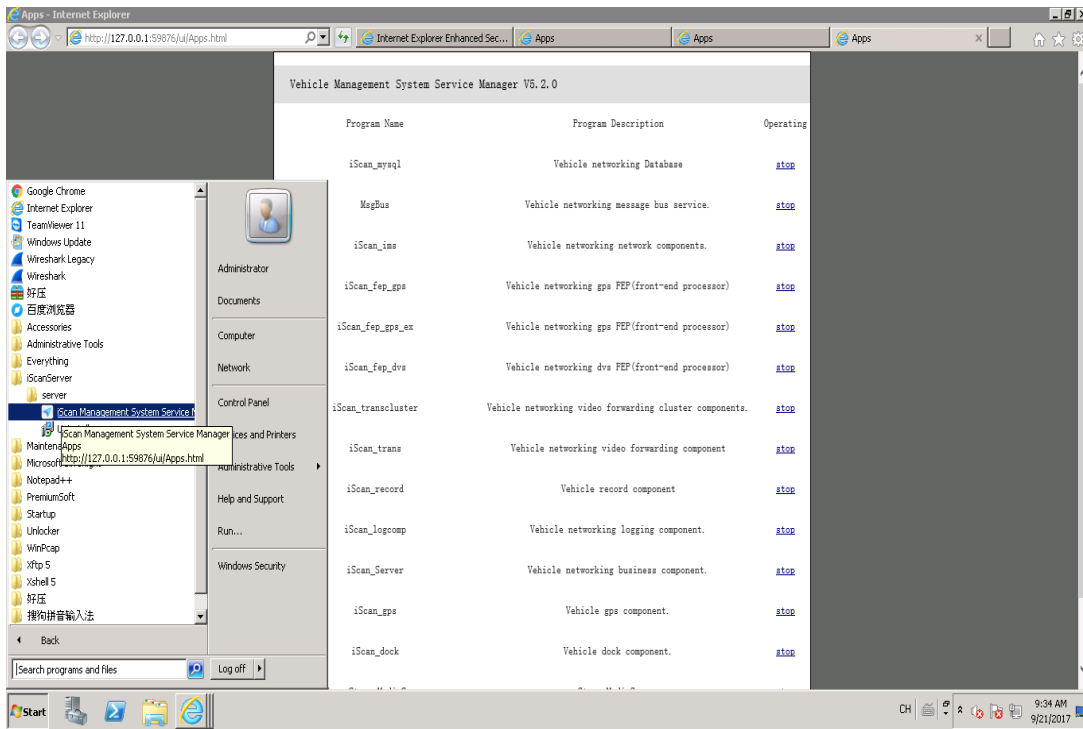 Apps - Internet Explorer
http://127.0.0.1:59876/ui/Apps.html
Internet Explorer Enhanced Sec...
Apps
Apps
Apps
Vehicle Management System Service Manager V5.2.0
Program Name Program Description Operating
iScan_mysql Vehicle networking Database stop
MsgBus Vehicle networking message bus service. stop
iScan_ims Vehicle networking network components. stop
iScan_fep_gps Vehicle networking gps FEP(front-end processor) stop
iScan_fep_gps_ex Vehicle networking gps FEP(front-end processor) stop
iScan_fep_dvs Vehicle networking dvs FEP(front-end processor) stop
iScan_transcluster Vehicle networking video forwarding cluster components. stop
iScan_trans Vehicle networking video forwarding component stop
iScan_record Vehicle record component stop
iScan_logcomp Vehicle networking logging component. stop
iScan_Server Vehicle networking business component. stop
iScan_gps Vehicle gps component. stop
iScan_dock Vehicle dock component. stop
Google Chrome
Internet Explorer
TeamViewer 11
Windows Update
Wireshark Legacy
Wireshark
好压
百度浏览器
Accessories
Administrative Tools
Everything
iScanServer
server
iScan Management System Service M
iScan Management System Service Manager
Apps
http://127.0.0.1:59876/ui/Apps.html
Notepad++
PremiumSoft
Startup
Unlocker
WinPcap
Xftp 5
Xshell 5
好压
搜狗拼音输入法
Back
Search programs and files
Administrator
Documents
Computer
Network
Control Panel
ices and Printers
Administrative Tools
Help and Support
Run...
Windows Security
Log off
Start
CH
9:34 AM
9/21/2017